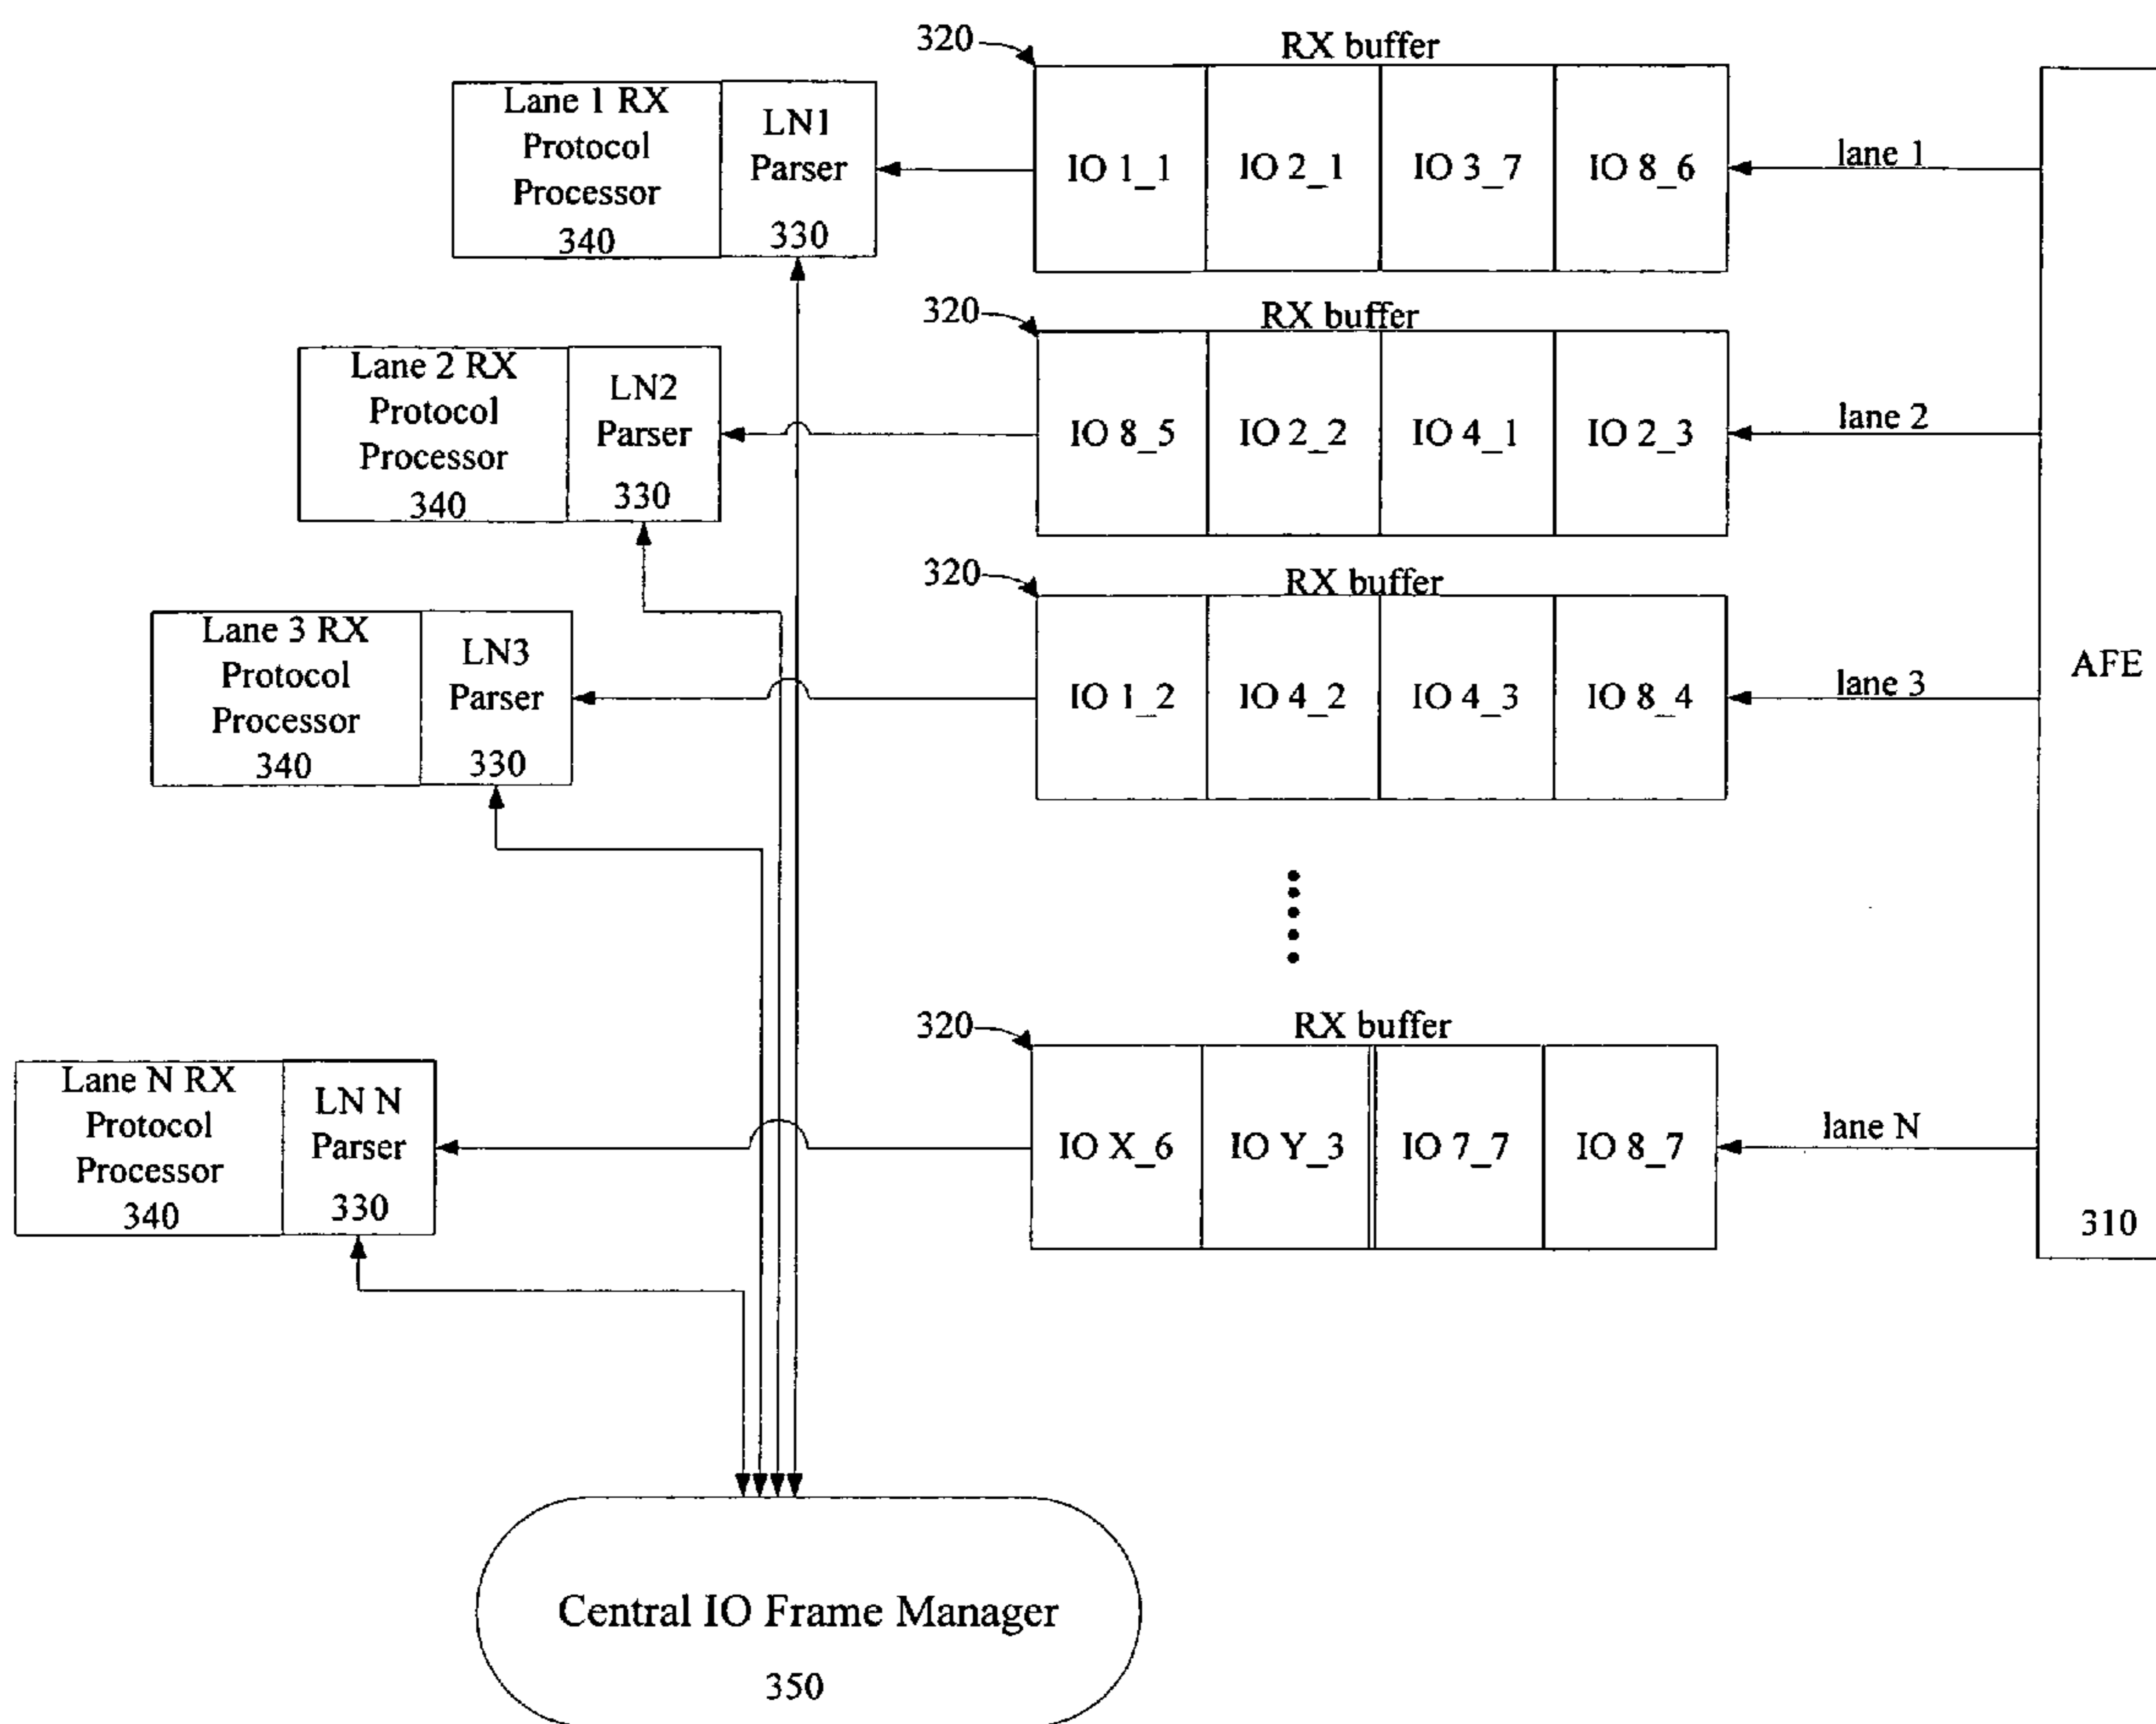 320
RX buffer
Lane 1 RX
Protocol
Processor
340
LN1
Parser
330
IO 1_1
IO 2_1
IO 3_7
IO 8_6
lane 1
320
RX buffer
Lane 2 RX
Protocol
Processor
340
LN2
Parser
330
IO 8_5
IO 2_2
IO 4_1
IO 2_3
lane 2
320
RX buffer
Lane 3 RX
Protocol
Processor
340
LN3
Parser
330
IO 1_2
IO 4_2
IO 4_3
IO 8_4
lane 3
AFE
320
RX buffer
Lane N RX
Protocol
Processor
340
LN N
Parser
330
IO X_6
IO Y_3
IO 7_7
IO 8_7
lane N
310
Central IO Frame Manager
350